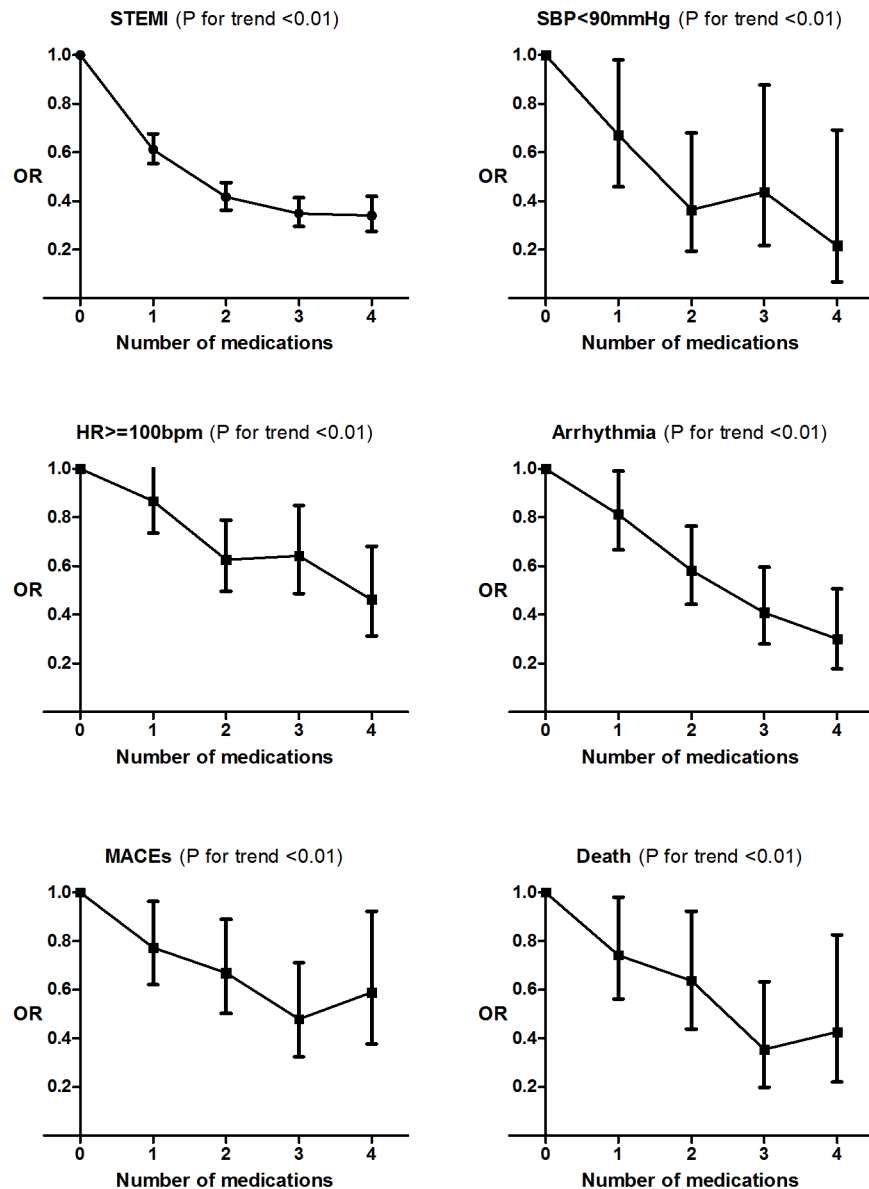 STEMI (P for trend <0.01)
1.0
0.8
0.6
OR
0.4
0.2
0 1 2 3 4
Number of medications
SBP<90mmHg (P for trend <0.01)
1.0
0.8
0.6
OR
0.4
0.2
0 1 2 3 4
Number of medications
HR>=100bpm (P for trend <0.01)
1.0
0.8
0.6
OR
0.4
0.2
0 1 2 3 4
Number of medications
Arrhythmia (P for trend <0.01)
1.0
0.8
0.6
OR
0.4
0.2
0 1 2 3 4
Number of medications
MACEs (P for trend <0.01)
1.0
0.8
0.6
OR
0.4
0.2
0 1 2 3 4
Number of medications
Death (P for trend <0.01)
1.0
0.8
0.6
OR
0.4
0.2
0 1 2 3 4
Number of medications